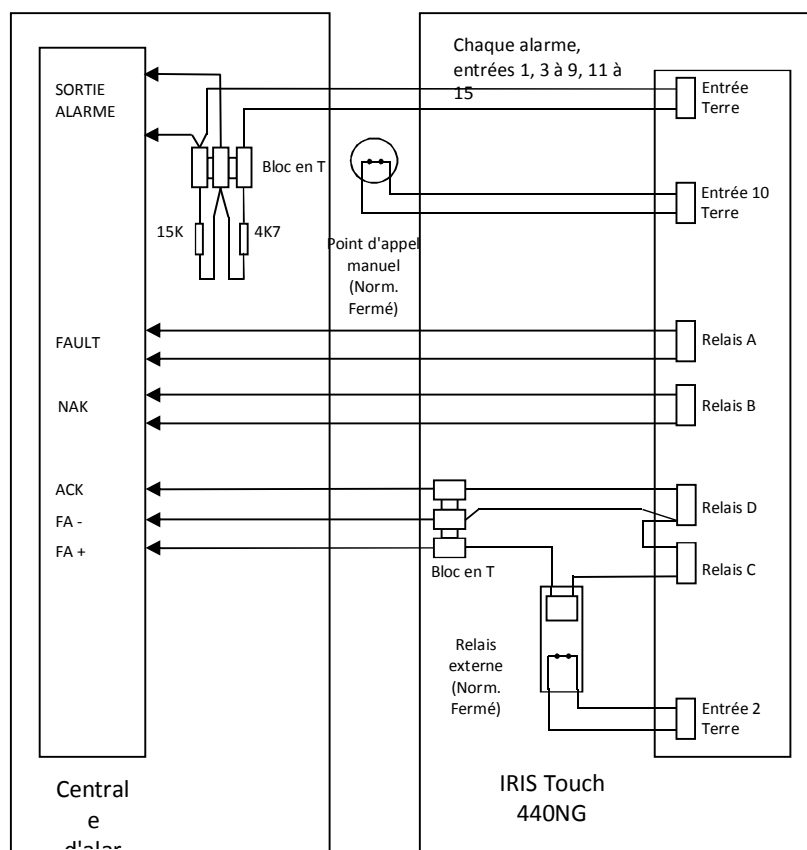 Chaque alarme,
entrées 1, 3 à 9, 11 à
15
SORTIE
ALARME
Entrée
Terre
Bloc en T
Entrée 10
Terre
15K
4K7
Point d'appel
manuel
(Norm.
Fermé)
FAULT
Relais A
NAK
Relais B
ACK
FA -
FA +
Relais D
Bloc en T
Relais C
Relais
externe
(Norm.
Fermé)
Entrée 2
Terre
Central
e
d'alar
IRIS Touch
440NG